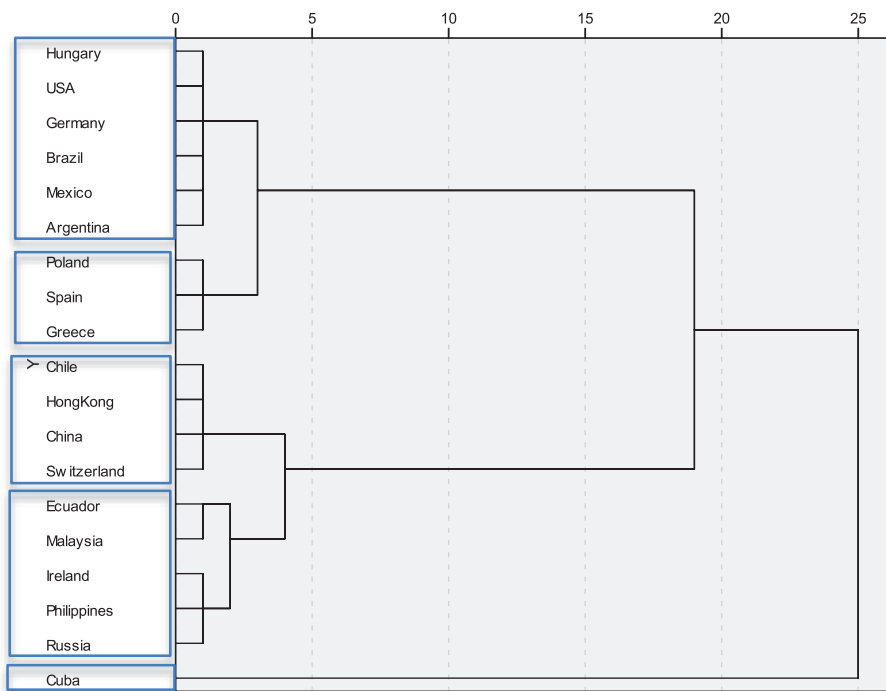 0 5 10 15 20 25
Hungary
USA
Germany
Brazil
Mexico
Argentina
Poland
Spain
Greece
Y Chile
HongKong
China
Switzerland
Ecuador
Malaysia
Ireland
Philippines
Russia
Cuba